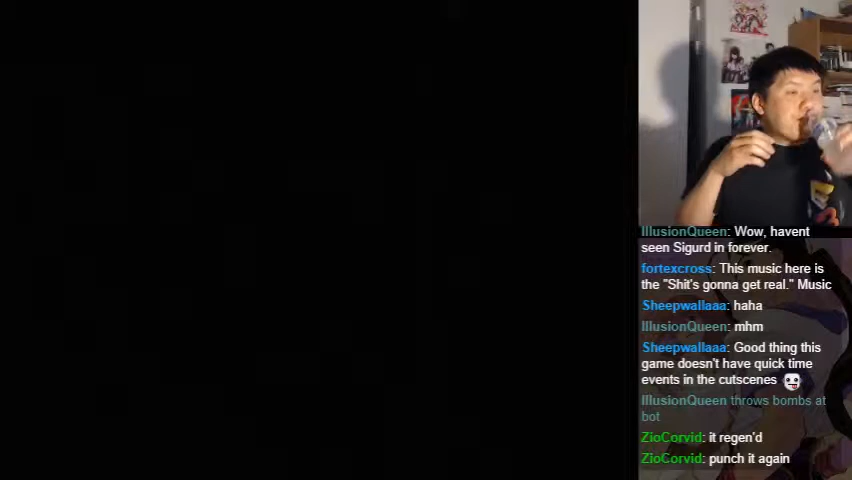 IllusionQueen: Wow, havent
seen Sigurd in forever.
fortexcross: This music here is
the "Shit's gonna get real." Music
Sheepwallaaa: haha
IllusionQueen: mhm
Sheepwallaaa: Good thing this
game doesn't have quick time
events in the cutscenes
IllusionQueen throws bombs at
bot
ZioCorvid: it regen'd
ZioCorvid: punch it again